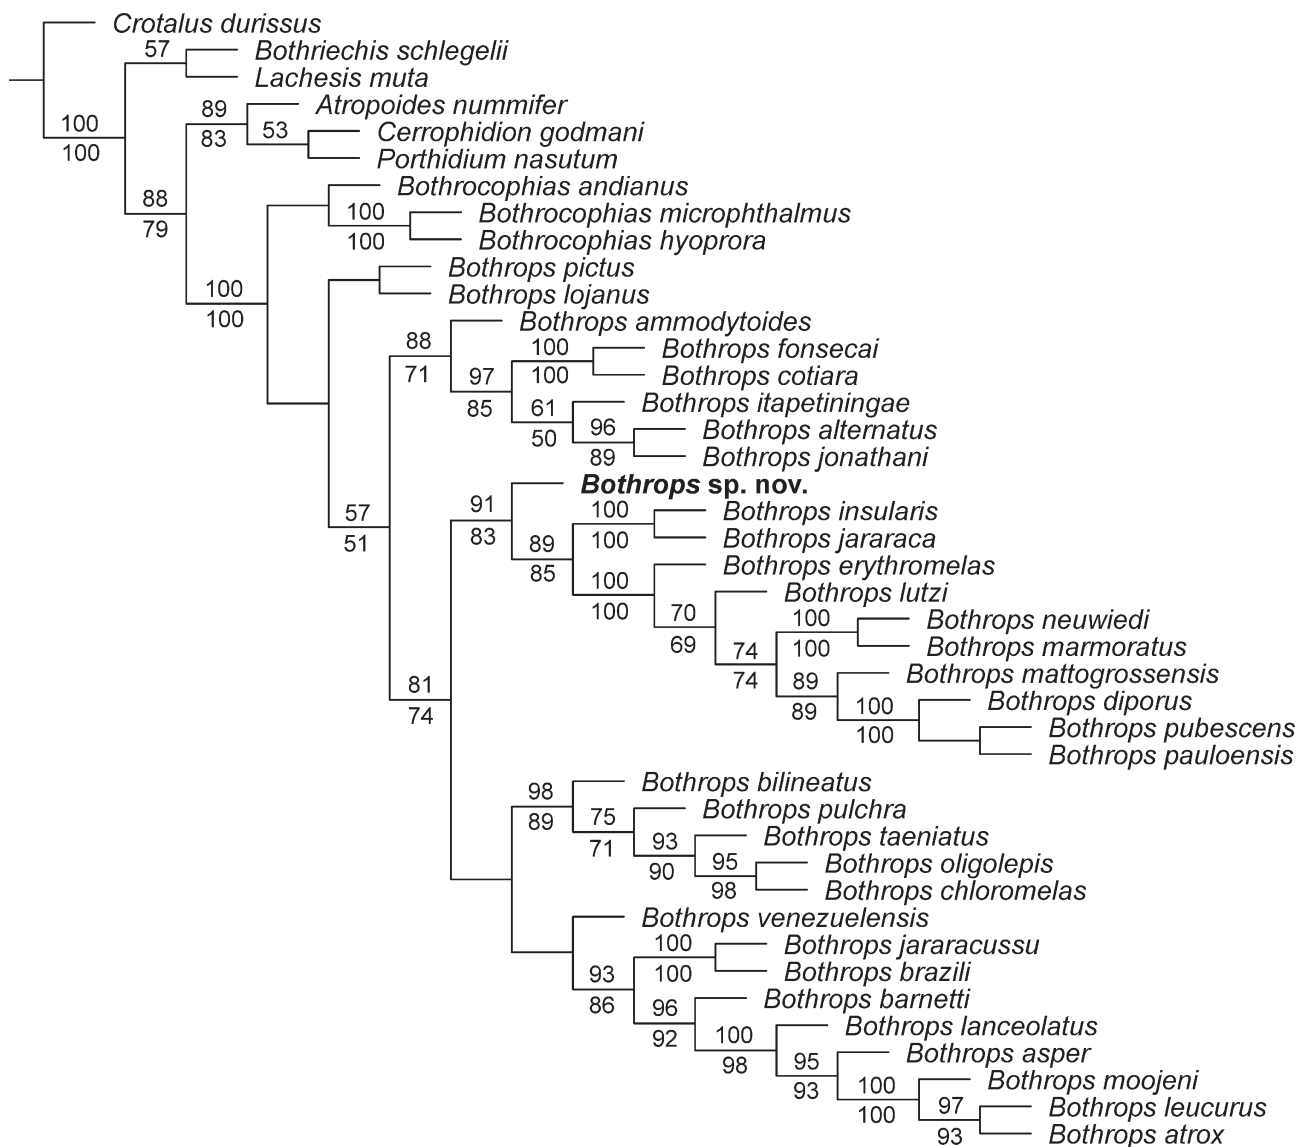 Crotalus durissus
57 Bothriechis schlegelii
Lachesis muta
89 Atropoides nummifer
100 83 53 Cerrophidion godmani
100 Porthidium nasutum
Bothrocophias andianus
88 100 Bothrocophias microphthalmus
79 100 Bothrocophias hyoprora
Bothrops pictus
100 Bothrops lojanus
100 Bothrops ammodytoides
88 100 Bothrops fonsecai
71 97 100 Bothrops cotiara
85 61 Bothrops itapetiningae
50 96 Bothrops alternatus
89 Bothrops jonathani
Bothrops sp. nov.
57 91 100 Bothrops insularis
51 83 89 100 Bothrops jararaca
85 100 Bothrops erythromelas
100 70 Bothrops lutzi
69 100 Bothrops neuwiedi
74 100 Bothrops marmoratus
81 74 89 Bothrops mattogrossensis
74 89 100 Bothrops diporus
100 Bothrops pubescens
Bothrops pauloensis
98 Bothrops bilineatus
89 75 Bothrops pulchra
71 93 Bothrops taeniatus
90 95 Bothrops oligolepis
98 Bothrops chloromelas
Bothrops venezuelensis
100 Bothrops jararacussu
93 100 Bothrops brazili
86 96 Bothrops barnetti
92 100 Bothrops lanceolatus
98 95 Bothrops asper
93 100 Bothrops moojeni
100 97 Bothrops leucurus
93 Bothrops atrox